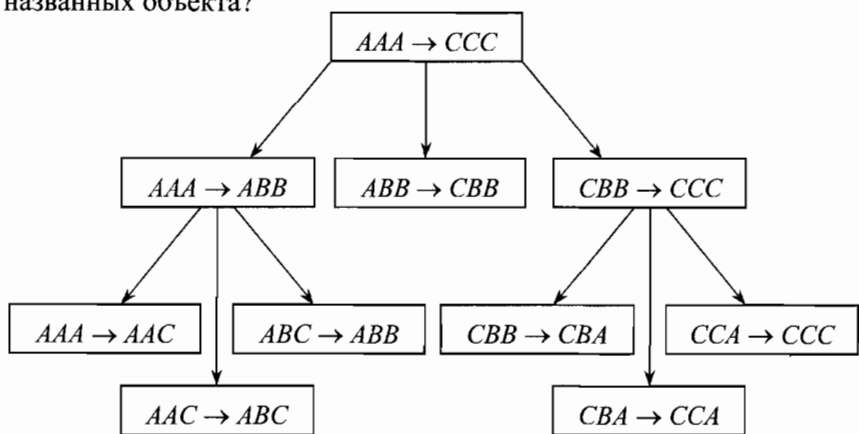 названных объекта?
AAA → CCC
AAA → ABB
ABB → CBB
CBB → CCC
AAA → AAC
ABC → ABB
CBB → CBA
CCA → CCC
AAC → ABC
CBA → CCA